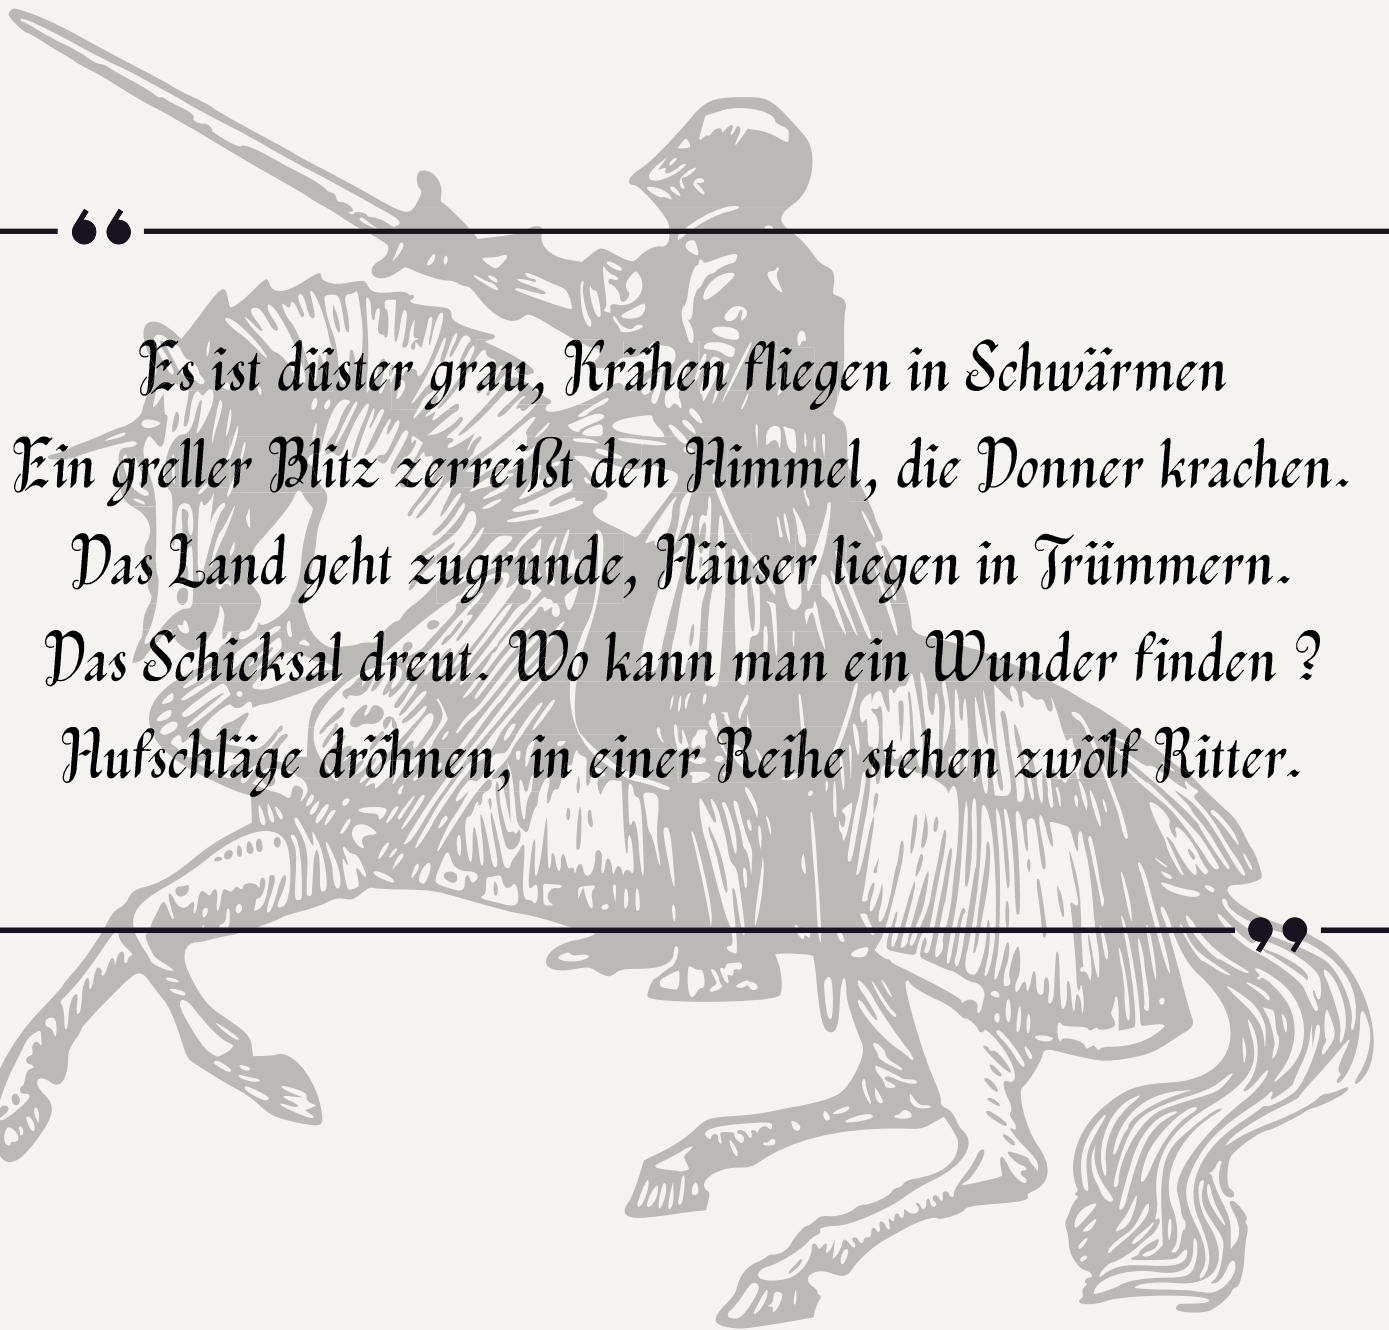 “
Es ist düster grau, Krähen fliegen in Schwärmen
Ein greller Blitz zerreißt den Himmel, die Donner krachen.
Das Land geht zugrunde, Häuser liegen in Trümmern.
Das Schicksal dreut. Wo kann man ein Wunder finden ?
Hufschläge dröhnen, in einer Reihe stehen zwölf Ritter.
”